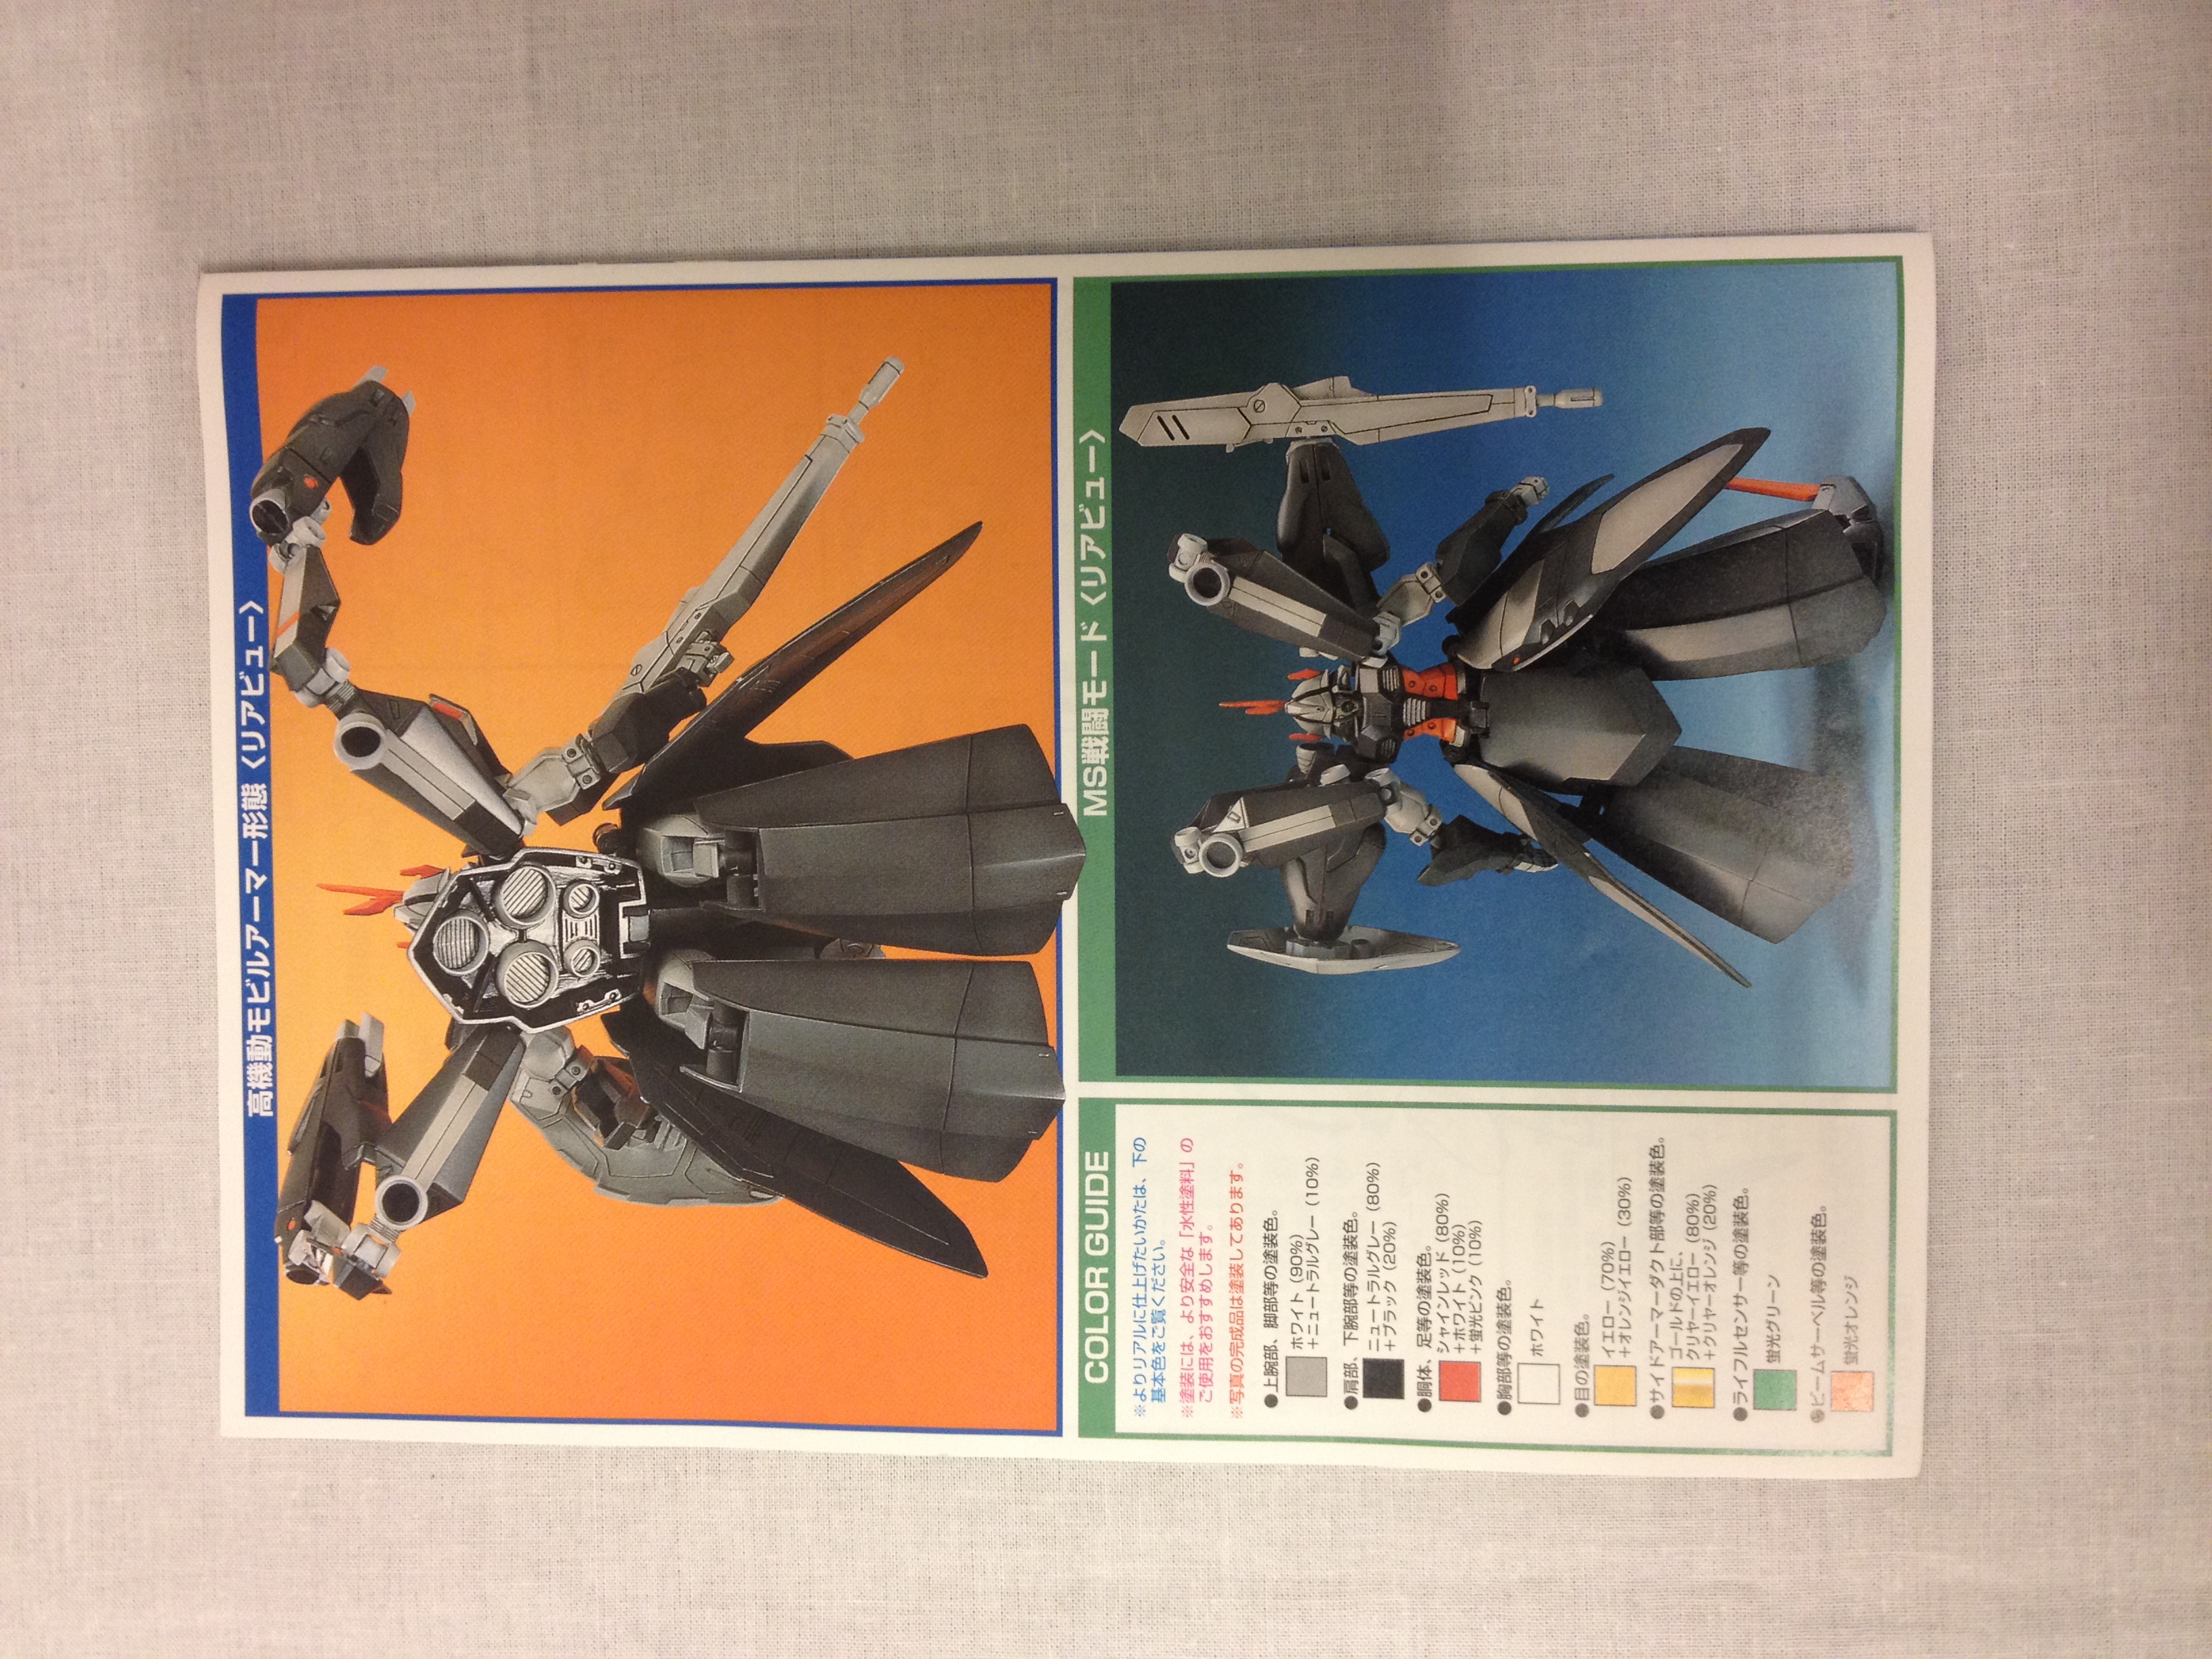 高機動モビルアーマー形態〈リアビュー〉
COLOR GUIDE
※よりリアルに仕上げたいかたは、下の
基本色をご覧ください。
※塗装には、より安全な「水性塗料」の
ご使用をおすすめします。
※写真の完成品は塗装してあります。
●上腕部、脚部等の塗装色。
ホワイト（90%）
＋ニュートラルグレー（10%）
●肩部、下腕部等の塗装色。
ニュートラルグレー（80%）
＋ブラック（20%）
●胴体、足等の塗装色。
シャインレッド（80%）
＋ホワイト（10%）
＋蛍光ピンク（10%）
●胸部等の塗装色。
ホワイト
●目の塗装色。
イエロー（70%）
＋オレンジイエロー（30%）
●サイドアーマーダクト部等の塗装色。
ゴールドの上に、
クリヤーイエロー（80%）
＋クリヤーオレンジ（20%）
●ライフルセンサー等の塗装色。
蛍光グリーン
●ビームサーベル等の塗装色。
蛍光オレンジ
MS戦闘モード〈リアビュー〉